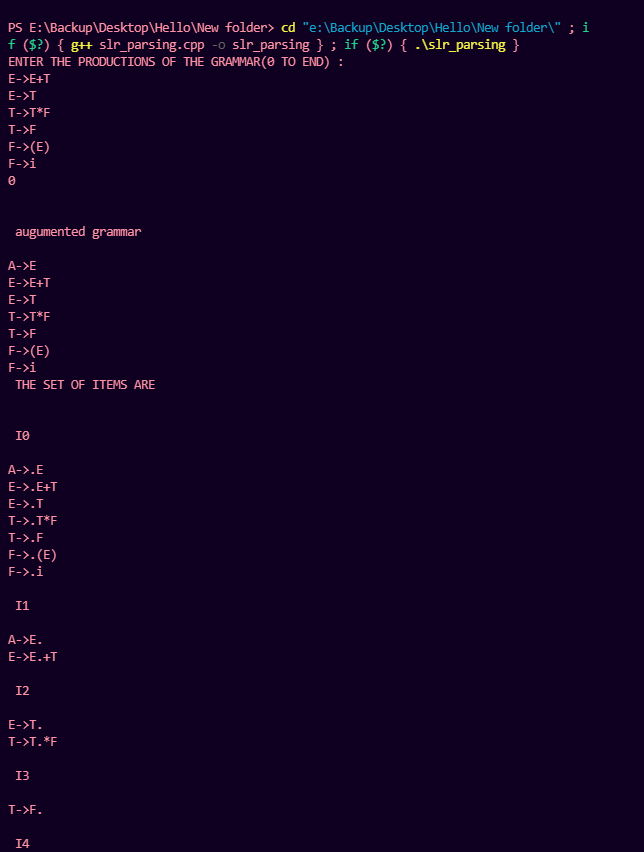 PS E:\Backup\Desktop\Hello\New folder> cd "e:\Backup\Desktop\Hello\New folder\" ; i
f ($?) { g++ slr_parsing.cpp -o slr_parsing } ; if ($?) { .\slr_parsing }
ENTER THE PRODUCTIONS OF THE GRAMMAR(0 TO END) :
E->E+T
E->T
T->T*F
T->F
F->(E)
F->i
0
augumented grammar
A->E
E->E+T
E->T
T->T*F
T->F
F->(E)
F->i
THE SET OF ITEMS ARE
I0
A->.E
E->.E+T
E->.T
T->.T*F
T->.F
F->.(E)
F->.i
I1
A->E.
E->E.+T
I2
E->T.
T->T.*F
I3
T->F.
I4